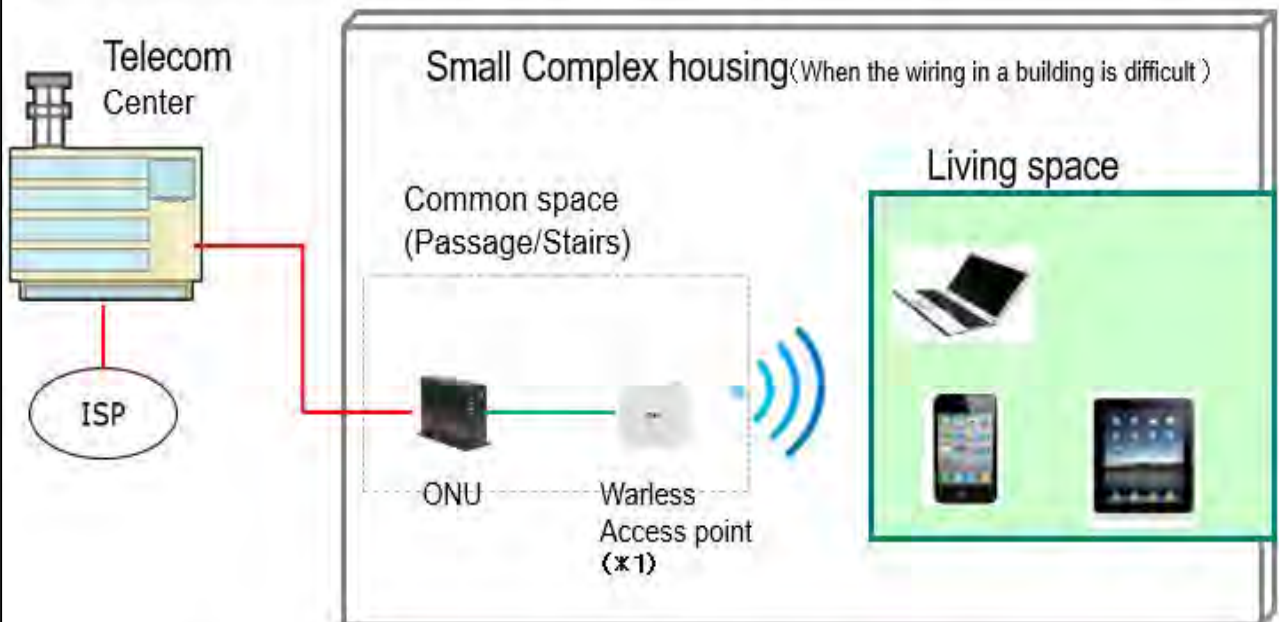 Telecom
Center
Small Complex housing(When the wiring in a building is difficult )
Living space
Common space
(Passage/Stairs)
ISP
ONU
Warless
Access point
(*1)